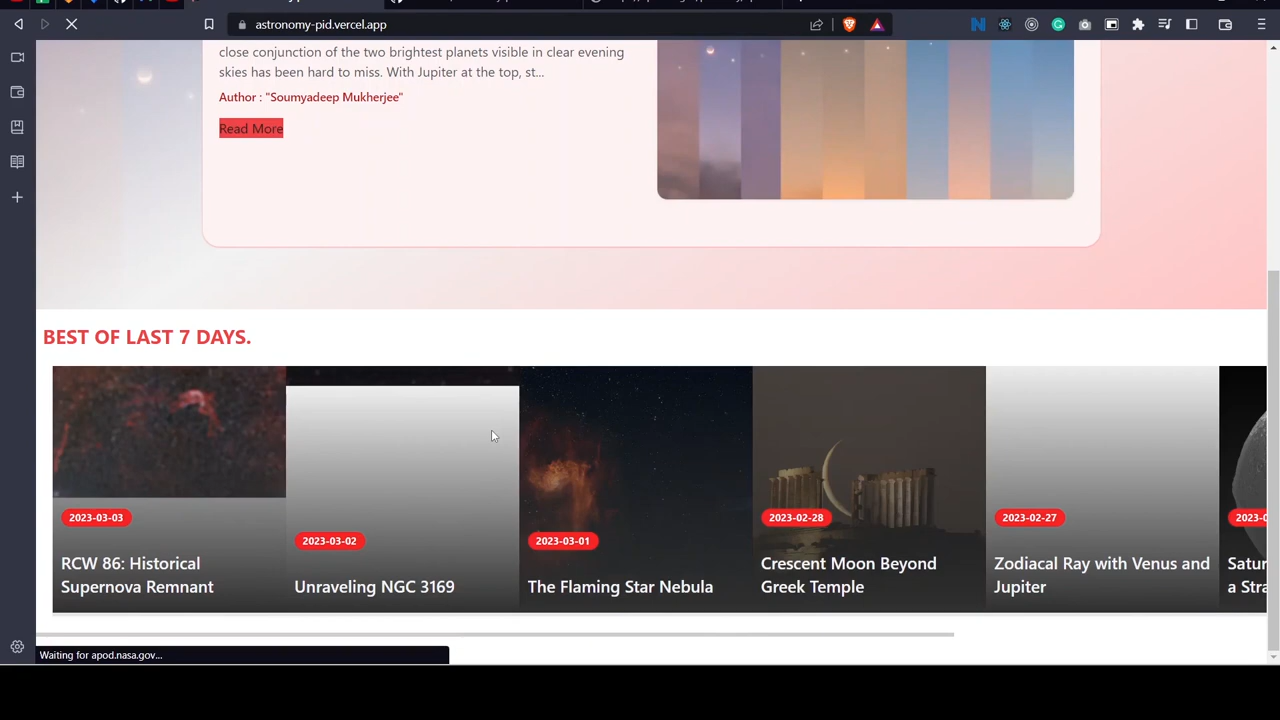 astronomy-pid.vercel.app
close conjunction of the two brightest planets visible in clear evening
skies has been hard to miss. With Jupiter at the top, st...
Author : "Soumyadeep Mukherjee"
Read More
BEST OF LAST 7 DAYS.
2023-03-03
RCW 86: Historical
Supernova Remnant
2023-03-02
Unraveling NGC 3169
2023-03-01
The Flaming Star Nebula
2023-02-28
Crescent Moon Beyond
Greek Temple
2023-02-27
Zodiacal Ray with Venus and
Jupiter
2023-0
Satur
a Stra
Waiting for apod.nasa.gov...